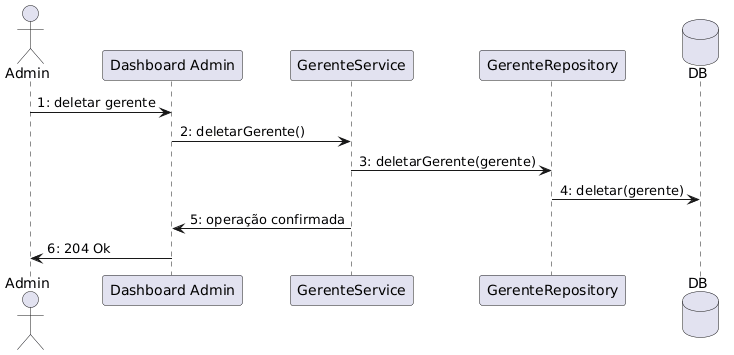 Admin
Dashboard Admin
GerenteService
GerenteRepository
DB
1: deletar gerente
2: deletarGerente()
3: deletarGerente(gerente)
4: deletar(gerente)
5: operação confirmada
6: 204 Ok
Admin
Dashboard Admin
GerenteService
GerenteRepository
DB